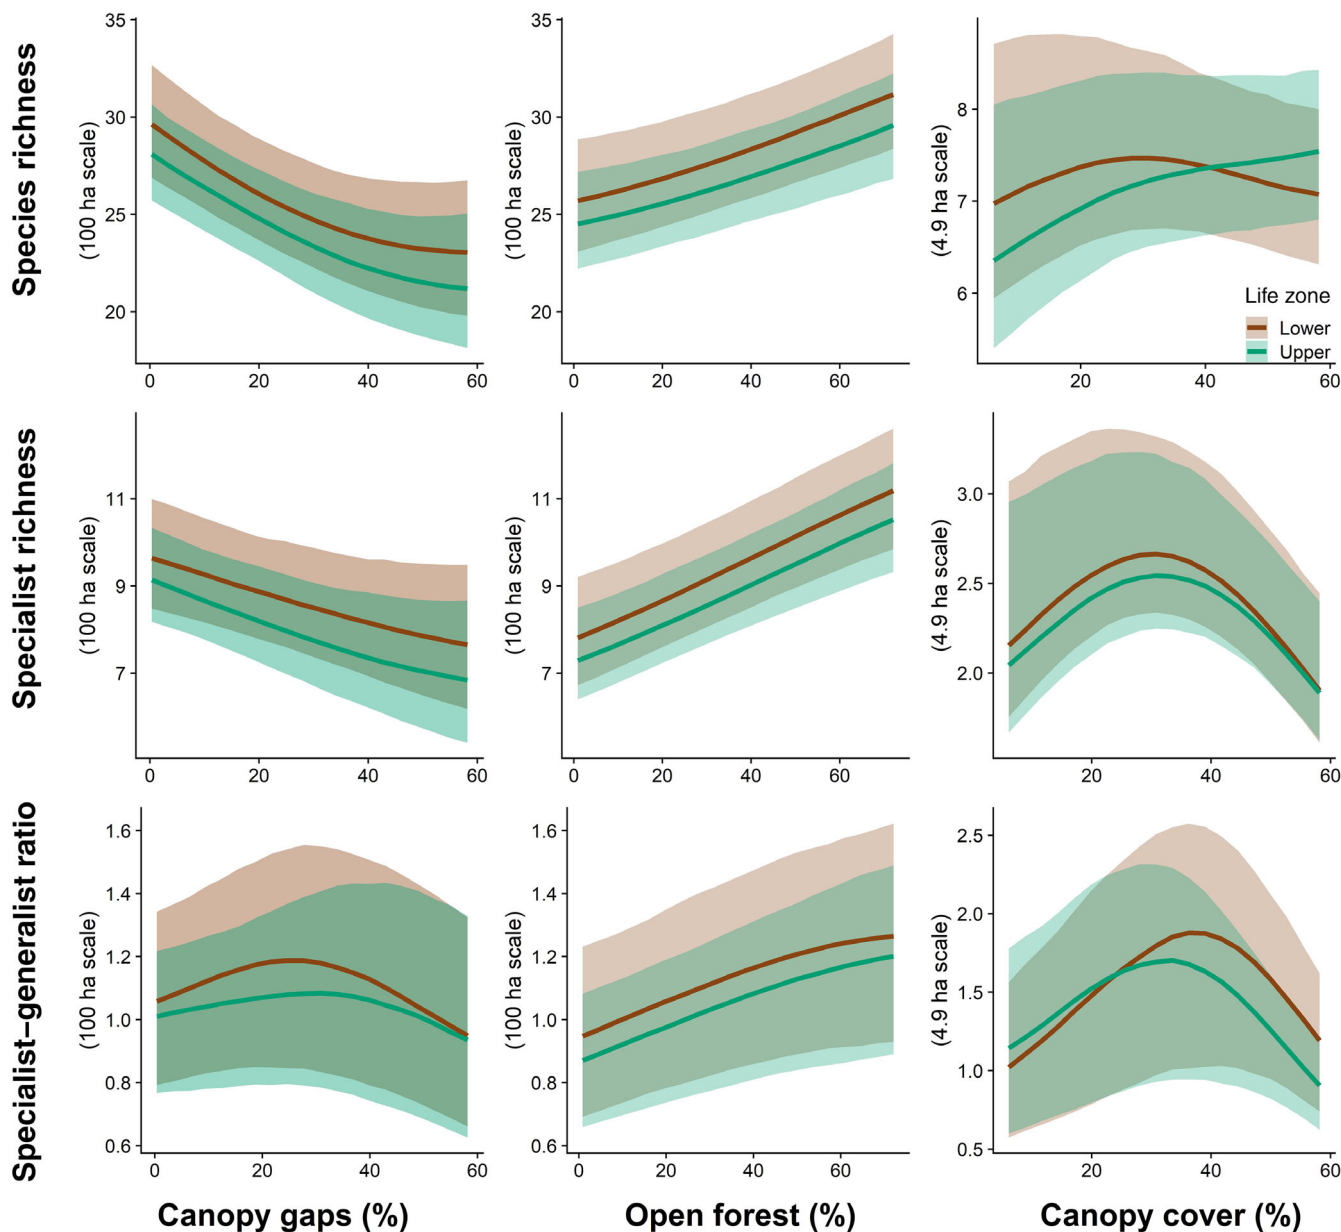 Species richness
(100 ha scale)
35
30
25
20
0 20 40 60
(100 ha scale)
35
30
25
20
0 20 40 60
(4.9 ha scale)
8
7
6
20 40 60
Life zone
Lower
Upper
Specialist richness
(100 ha scale)
11
9
7
0 20 40 60
(100 ha scale)
11
9
7
0 20 40 60
(4.9 ha scale)
3.0
2.5
2.0
20 40 60
Specialist–generalist ratio
(100 ha scale)
1.6
1.4
1.2
1.0
0.8
0.6
0 20 40 60
Canopy gaps (%)
(100 ha scale)
1.6
1.4
1.2
1.0
0.8
0.6
0 20 40 60
Open forest (%)
(4.9 ha scale)
2.5
2.0
1.5
1.0
0.5
20 40 60
Canopy cover (%)